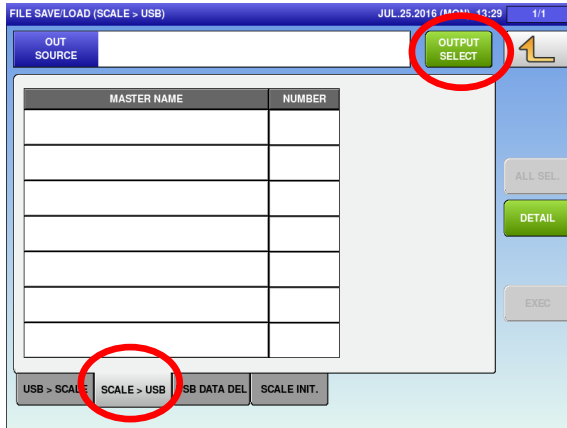 FILE SAVE/LOAD (SCALE > USB) JUL.25.2016 (MON) 13:29 1/1
OUT
SOURCE
OUTPUT
SELECT
MASTER NAME NUMBER
ALL SEL.
DETAIL
EXEC
USB > SCALE SCALE > USB USB DATA DEL SCALE INIT.